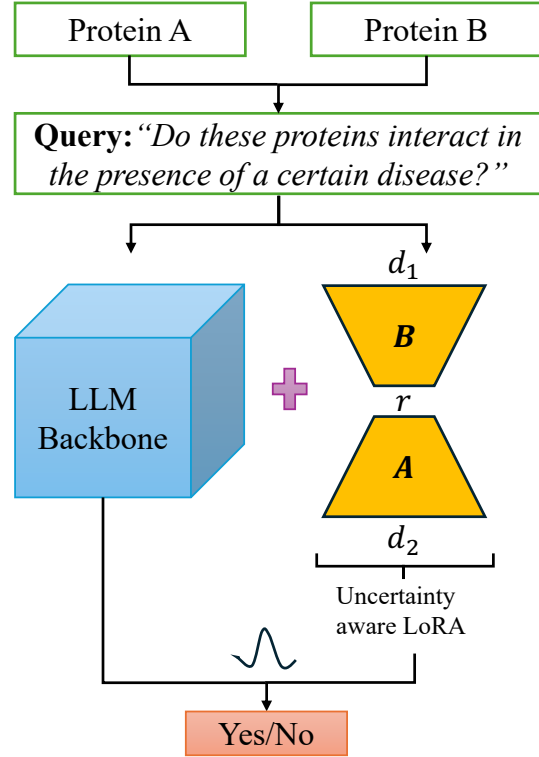 Protein A
Protein B
Query:“Do these proteins interact in
the presence of a certain disease?”
d₁
B
LLM
Backbone
r
A
d₂
Uncertainty
aware LoRA
Yes/No